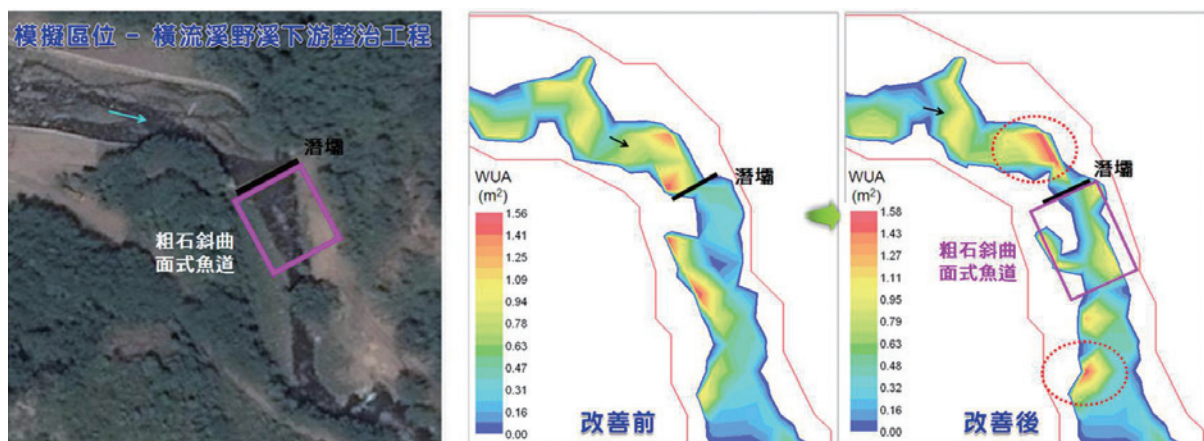 模擬區位 - 橫流溪野溪下游整治工程
潛壩
粗石斜曲
面式魚道
WUA
(m²)
1.56
1.41
1.26
1.09
0.94
0.78
0.63
0.47
0.31
0.16
0.00
潛壩
改善前
WUA
(m²)
1.58
1.43
1.27
1.11
0.95
0.79
0.63
0.48
0.32
0.16
0.00
潛壩
粗石斜曲
面式魚道
改善後